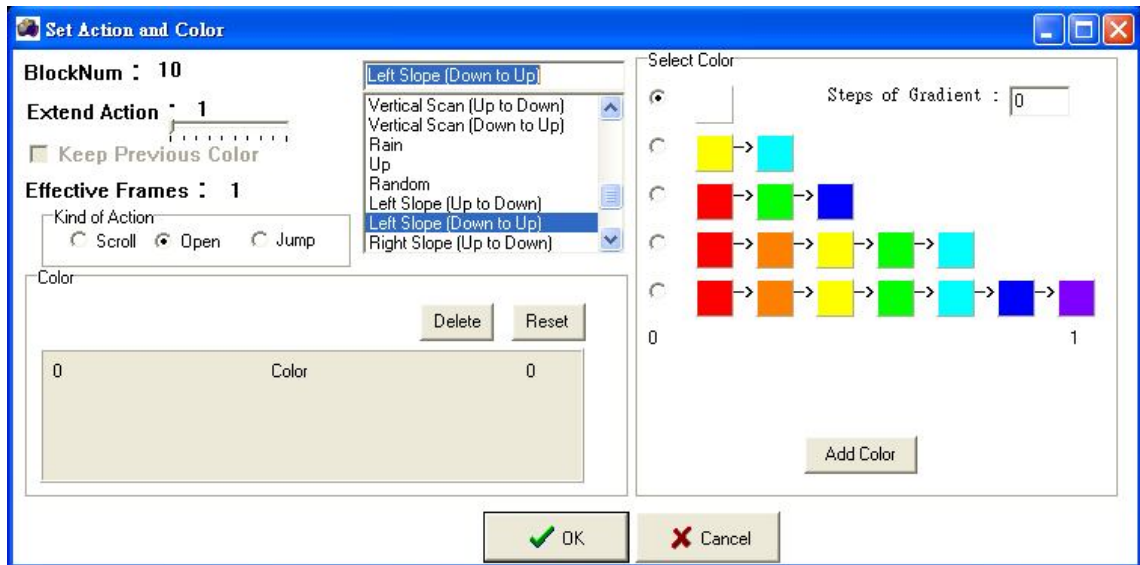 Set Action and Color
BlockNum : 10
Extend Action : 1
Keep Previous Color
Effective Frames : 1
Kind of Action
Scroll Open Jump
Left Slope (Down to Up)
Vertical Scan (Up to Down)
Vertical Scan (Down to Up)
Rain
Up
Random
Left Slope (Up to Down)
Left Slope (Down to Up)
Right Slope (Up to Down)
Color
Delete Reset
0 Color 0
Select Color
Steps of Gradient : 0
->
-> ->
-> -> -> ->
-> -> -> -> -> ->
0 1
Add Color
OK Cancel